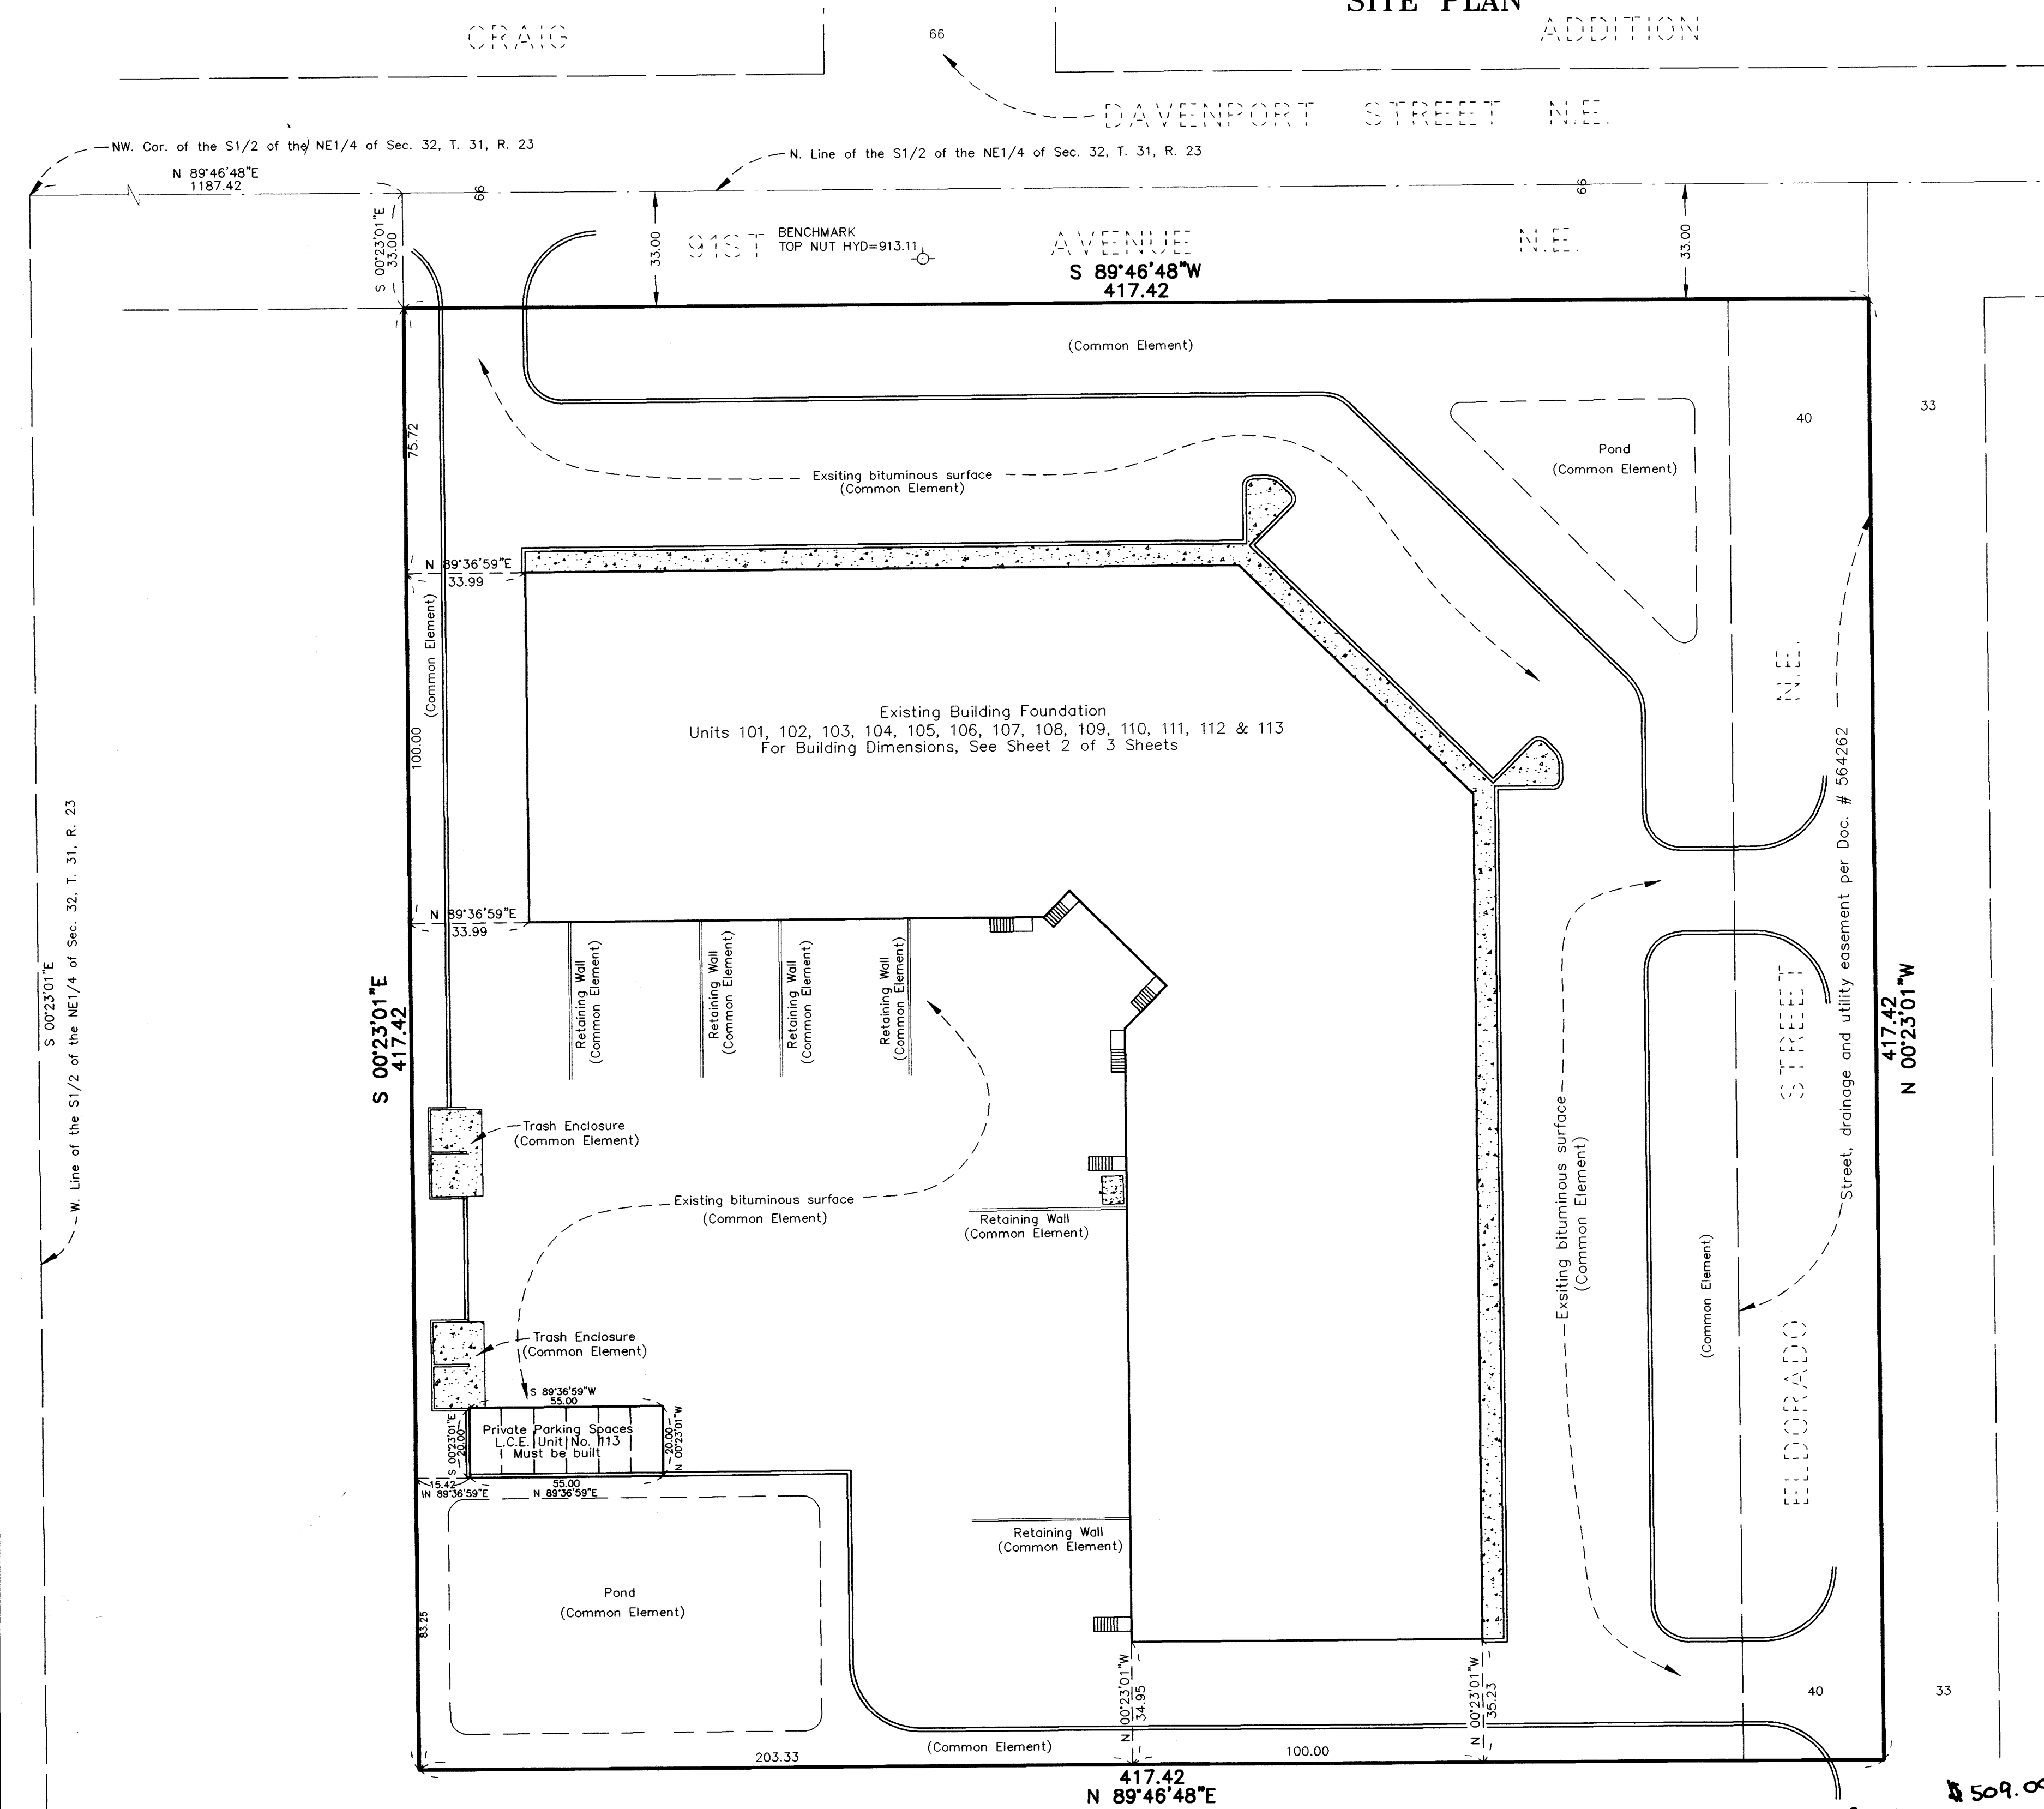 SITE PLAN
CRAIG
66
ADDITION
DAVENPORT STREET N.E.
NW. Cor. of the S1/2 of the NE1/4 of Sec. 32, T. 31, R. 23
N. Line of the S1/2 of the NE1/4 of Sec. 32, T. 31, R. 23
N 89°46'48"E
1187.42
66
66
S 00°23'01"E
33.00
33.00
91ST AVENUE N.E.
BENCHMARK
TOP NUT HYD=913.11
33.00
S 89°46'48"W
417.42
(Common Element)
40
33
75.72
Pond
(Common Element)
Exsiting bituminous surface
(Common Element)
N 89°36'59"E
33.99
(Common Element)
100.00
Existing Building Foundation
Units 101, 102, 103, 104, 105, 106, 107, 108, 109, 110, 111, 112 & 113
For Building Dimensions, See Sheet 2 of 3 Sheets
N.E.
STREET
ELDORADO
Street, drainage and utility easement per Doc. # 564262
S 00°23'01"E
W. Line of the S1/2 of the NE1/4 of Sec. 32, T. 31, R. 23
N 89°36'59"E
33.99
Retaining Wall
(Common Element)
Retaining Wall
(Common Element)
Retaining Wall
(Common Element)
Retaining Wall
(Common Element)
S 00°23'01"E
417.42
417.42
N 00°23'01"W
Trash Enclosure
(Common Element)
Existing bituminous surface
(Common Element)
Retaining Wall
(Common Element)
Exsiting bituminous surface
(Common Element)
(Common Element)
Trash Enclosure
(Common Element)
S 89°36'59"W
55.00
S 00°23'01"E
20.00
Private Parking Spaces
L.C.E. Unit No. 113
Must be built
20.00
N 00°23'01"W
15.42
N 89°36'59"E
55.00
N 89°36'59"E
Retaining Wall
(Common Element)
Pond
(Common Element)
83.25
N 00°23'01"W
34.95
N 00°23'01"W
35.23
40
33
203.33
(Common Element)
100.00
417.42
N 89°46'48"E
$509.00